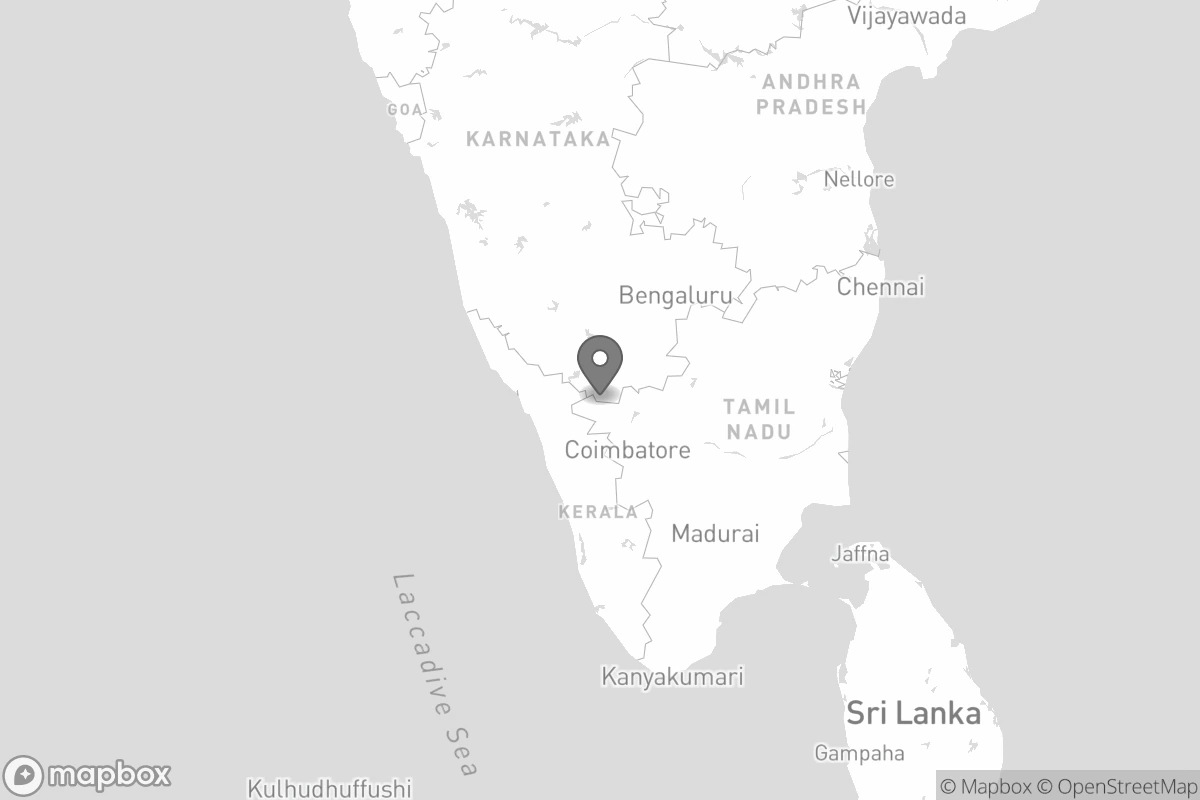 Vijayawada
ANDHRA
PRADESH
GOA
KARNATAKA
Nellore
Chennai
Bengaluru
TAMIL
NADU
Coimbatore
KERALA
Madurai
Jaffna
Laccadive Sea
Kanyakumari
Sri Lanka
Gampaha
mapbox
Kulhudhuffushi
© Mapbox © OpenStreetMap